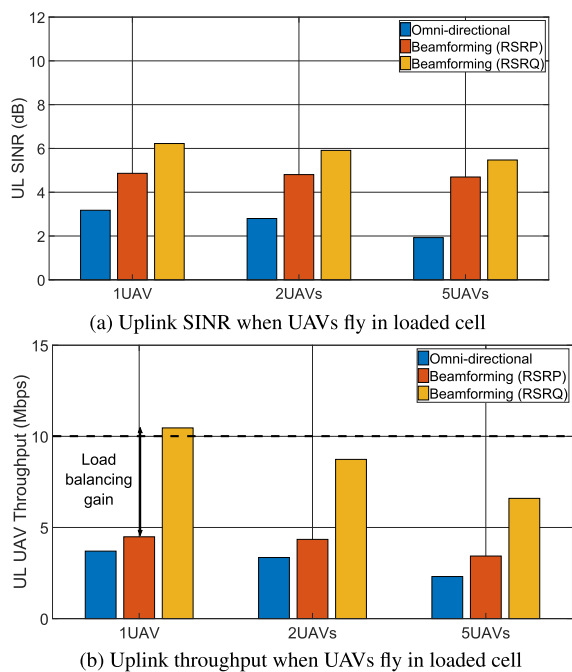 12
10
8
6
4
2
0
UL SINR (dB)
Omni-directional
Beamforming (RSRP)
Beamforming (RSRQ)
1UAV 2UAVs 5UAVs
(a) Uplink SINR when UAVs fly in loaded cell
15
10
5
0
UL UAV Throughput (Mbps)
Omni-directional
Beamforming (RSRP)
Beamforming (RSRQ)
Load
balancing
gain
1UAV 2UAVs 5UAVs
(b) Uplink throughput when UAVs fly in loaded cell